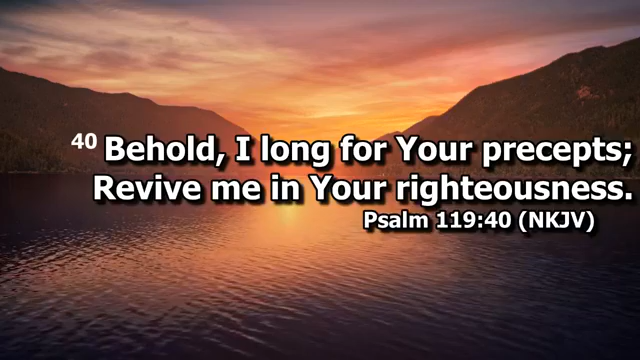 40 Behold, I long for Your precepts;
Revive me in Your righteousness.
Psalm 119:40 (NKJV)